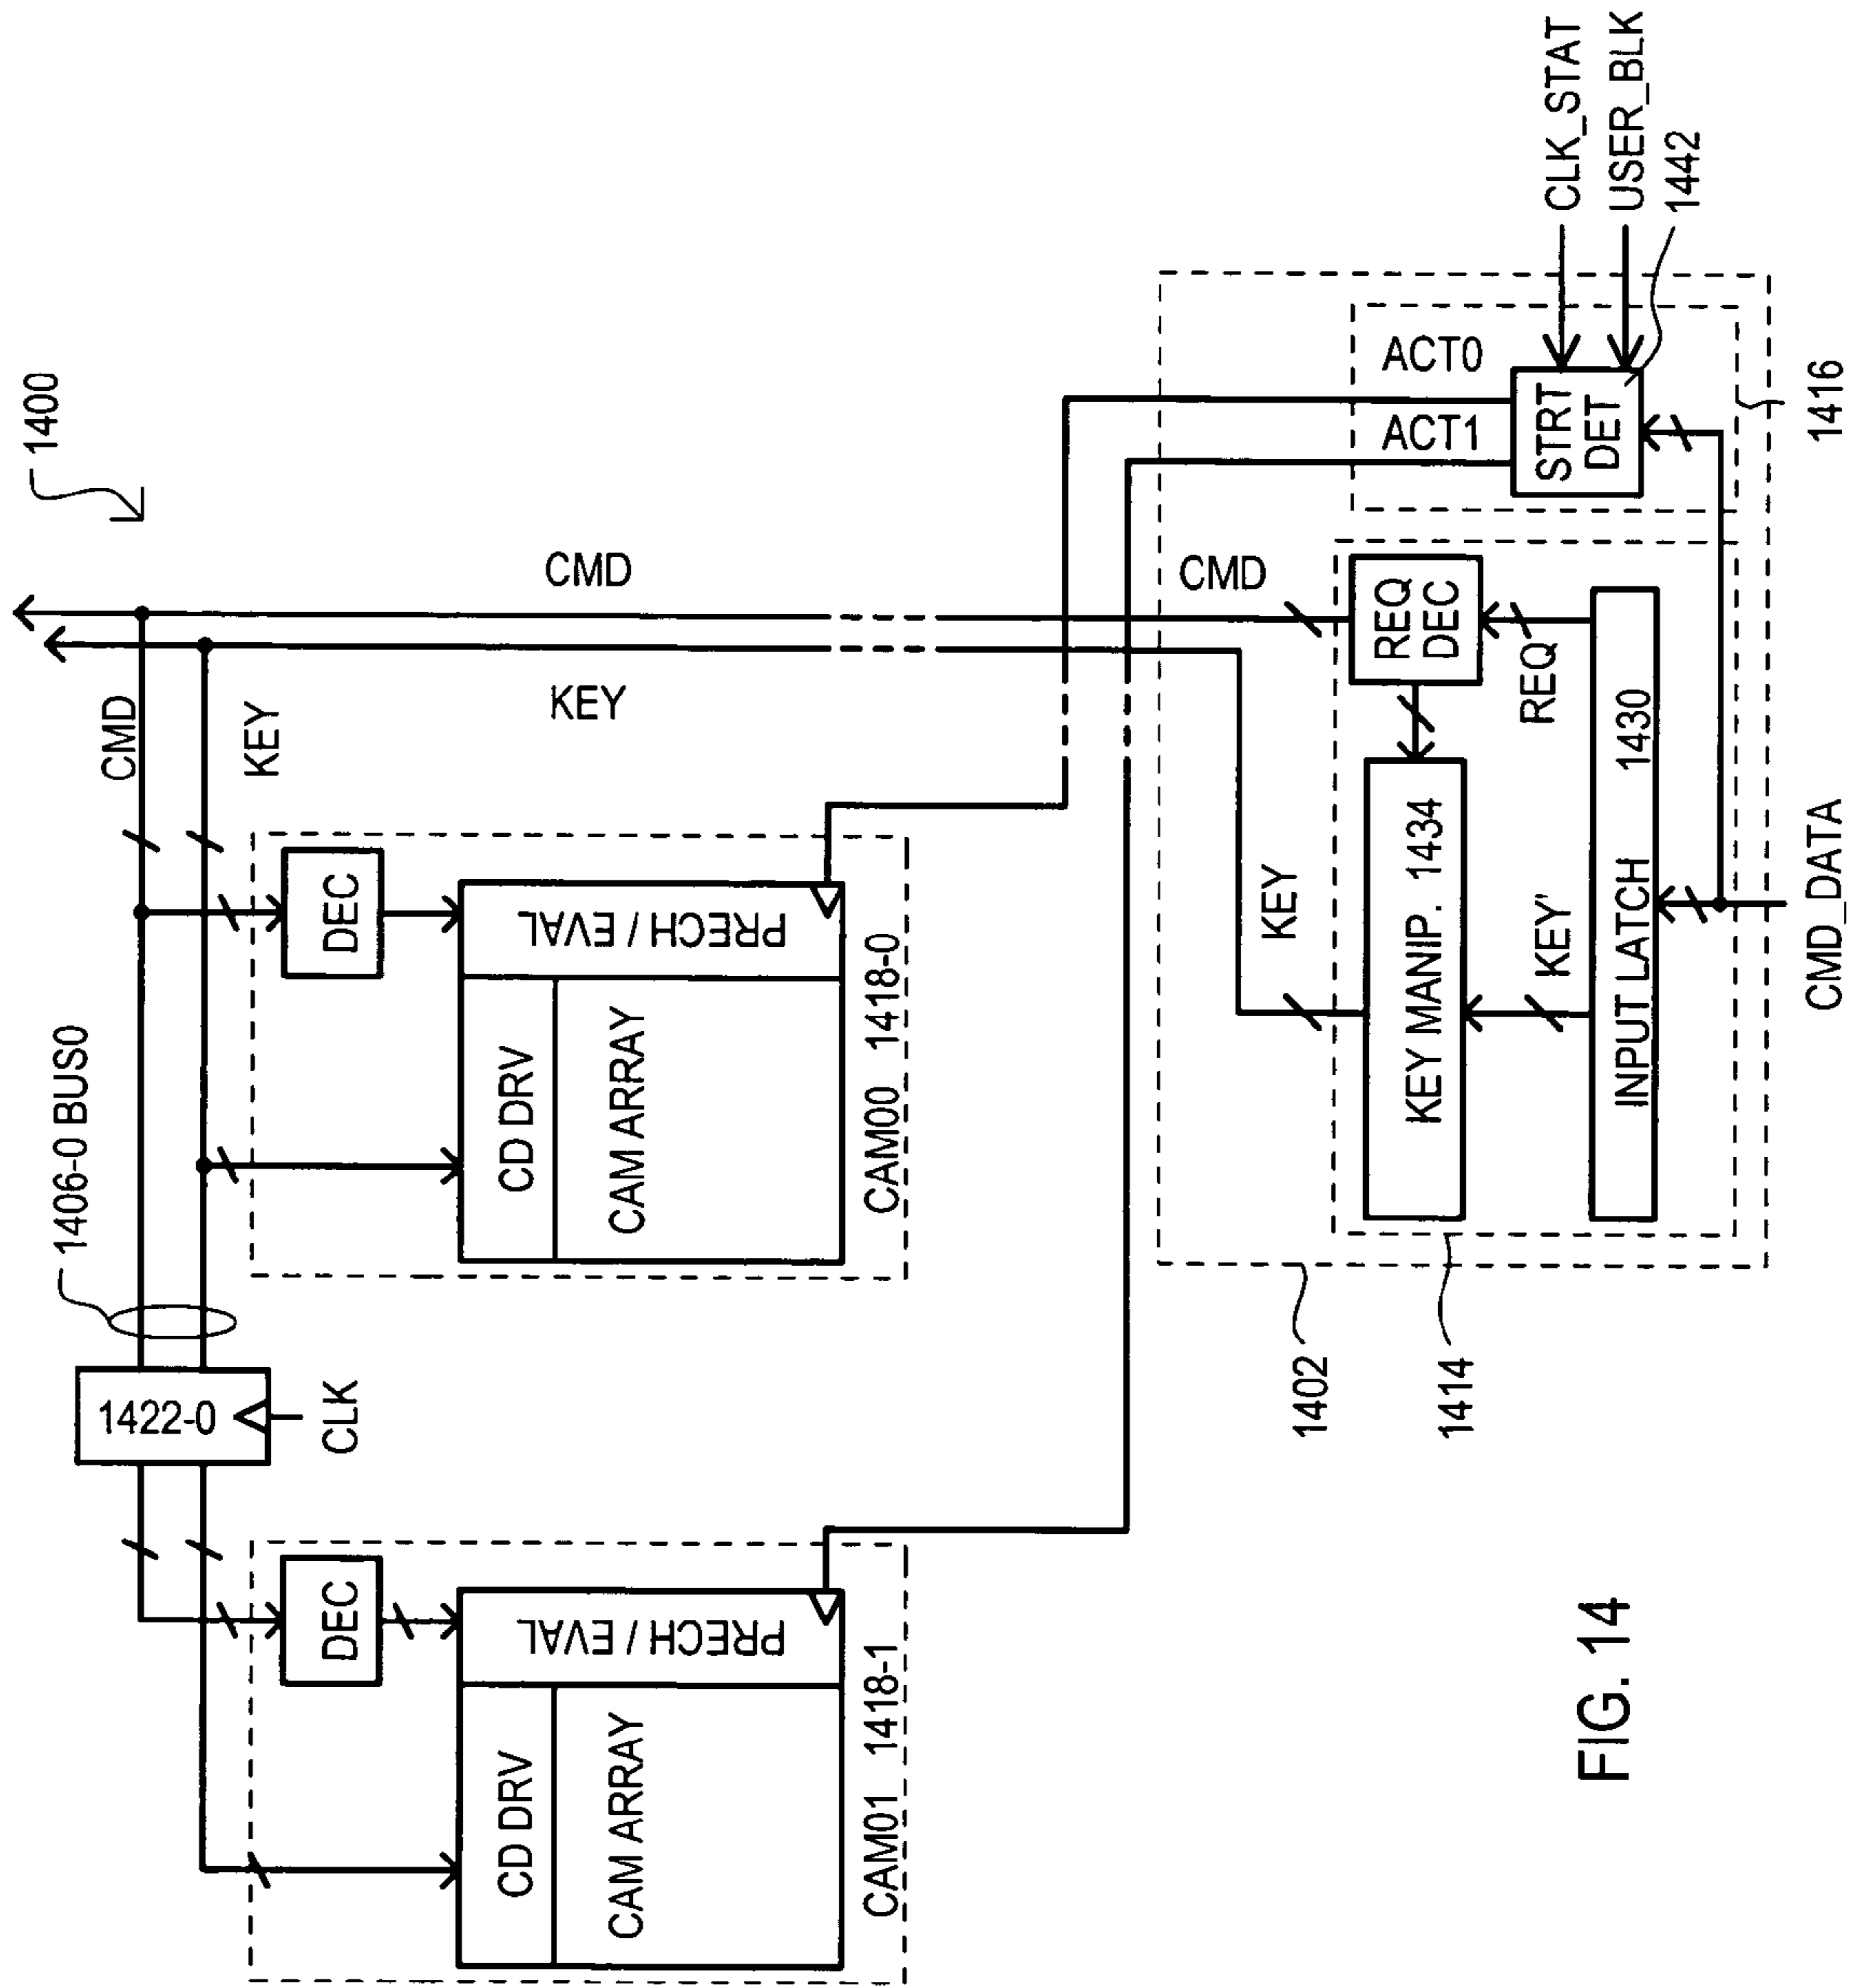 1400
1406-0 BUS0
1422-0
CLK
CMD
KEY
CMD
KEY
DEC
PRECH / EVAL
CD DRV
CAM ARRAY
CAM01 1418-1
DEC
PRECH / EVAL
CD DRV
CAM ARRAY
CAM00 1418-0
1402
1414
KEY
CMD
KEY MANIP. 1434
REQ
DEC
KEY'
REQ
INPUT LATCH 1430
CMD_DATA
ACT1
ACT0
STRT
DET
CLK_STAT
USER_BLK
1442
1416
FIG. 14